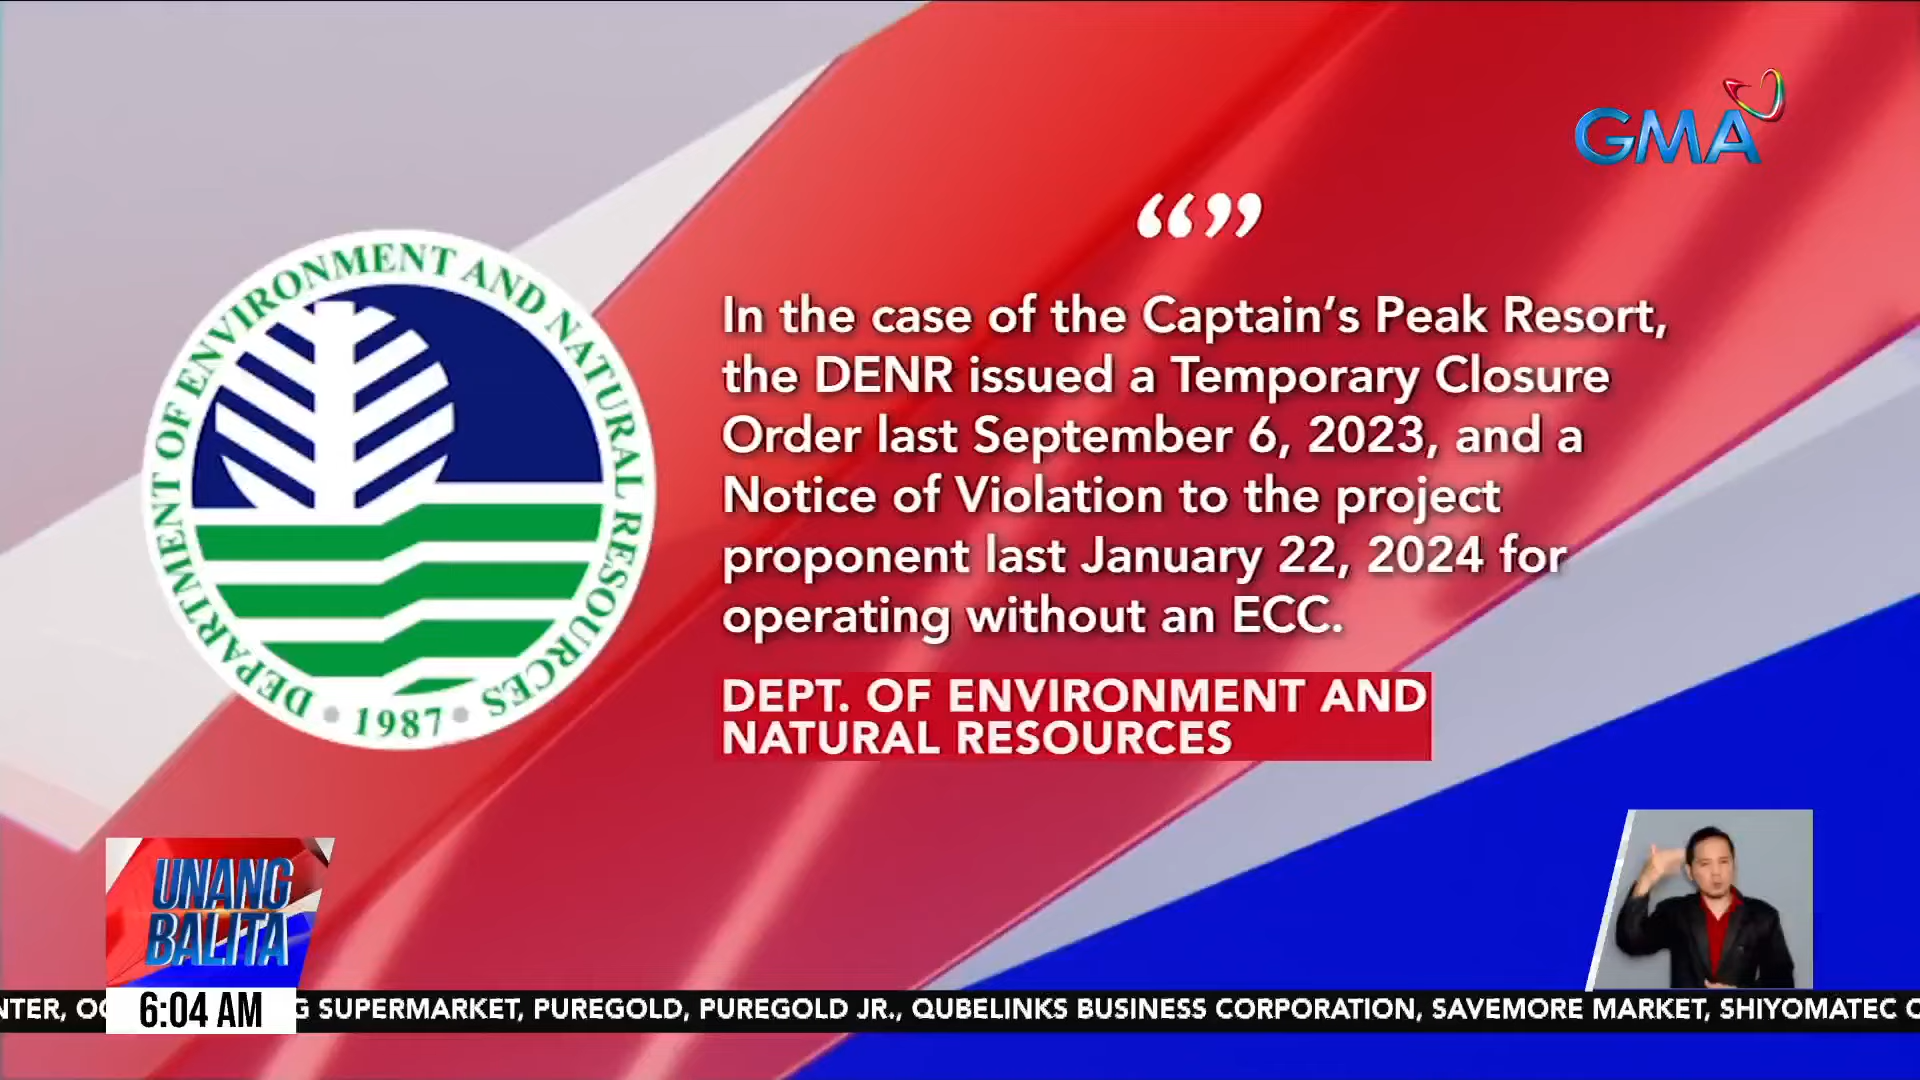 GMA
DEPARTMENT OF ENVIRONMENT AND NATURAL RESOURCES
1987
“”
In the case of the Captain’s Peak Resort,
the DENR issued a Temporary Closure
Order last September 6, 2023, and a
Notice of Violation to the project
proponent last January 22, 2024 for
operating without an ECC.
DEPT. OF ENVIRONMENT AND
NATURAL RESOURCES
UNANG
BALITA
6:04 AM
SUPERMARKET, PUREGOLD, PUREGOLD JR., QUBELINKS BUSINESS CORPORATION, SAVEMORE MARKET, SHIYOMATEC